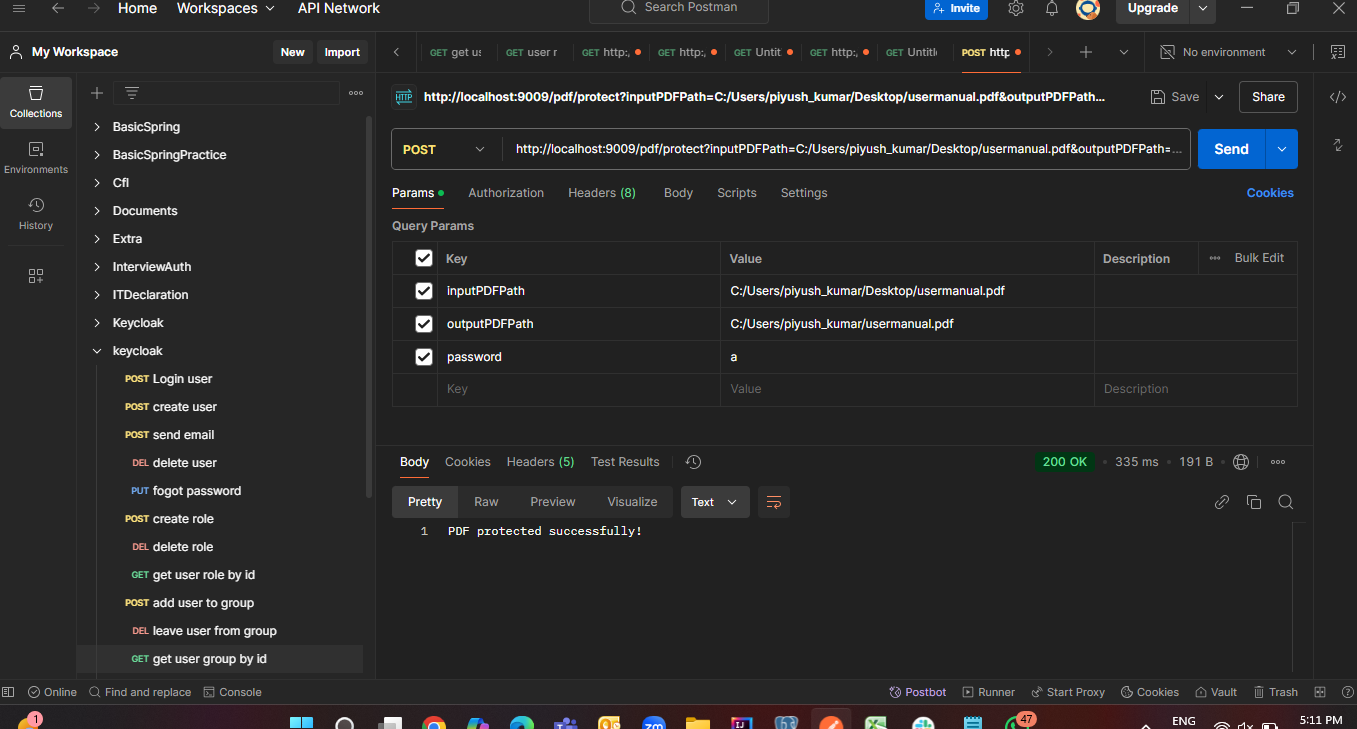 Home Workspaces API Network Search Postman Invite Upgrade
My Workspace New Import GET get us GET user r GET http:, GET http:, GET Untit GET http:, GET Untitl POST http No environment
Collections
Environments
History
BasicSpring
BasicSpringPractice
Cfl
Documents
Extra
InterviewAuth
ITDeclaration
Keycloak
keycloak
POST Login user
POST create user
POST send email
DEL delete user
PUT fogot password
POST create role
DEL delete role
GET get user role by id
POST add user to group
DEL leave user from group
GET get user group by id
HTTP http://localhost:9009/pdf/protect?inputPDFPath=C:/Users/piyush_kumar/Desktop/usermanual.pdf&outputPDFPath... Save Share
POST http://localhost:9009/pdf/protect?inputPDFPath=C:/Users/piyush_kumar/Desktop/usermanual.pdf&outputPDFPath=... Send
Params Authorization Headers (8) Body Scripts Settings Cookies
Query Params
Key Value Description Bulk Edit
inputPDFPath C:/Users/piyush_kumar/Desktop/usermanual.pdf
outputPDFPath C:/Users/piyush_kumar/usermanual.pdf
password a
Key Value Description
Body Cookies Headers (5) Test Results 200 OK 335 ms 191 B
Pretty Raw Preview Visualize Text
1 PDF protected successfully!
Online Find and replace Console Postbot Runner Start Proxy Cookies Vault Trash
1 zm IJ 47 ENG 5:11 PM